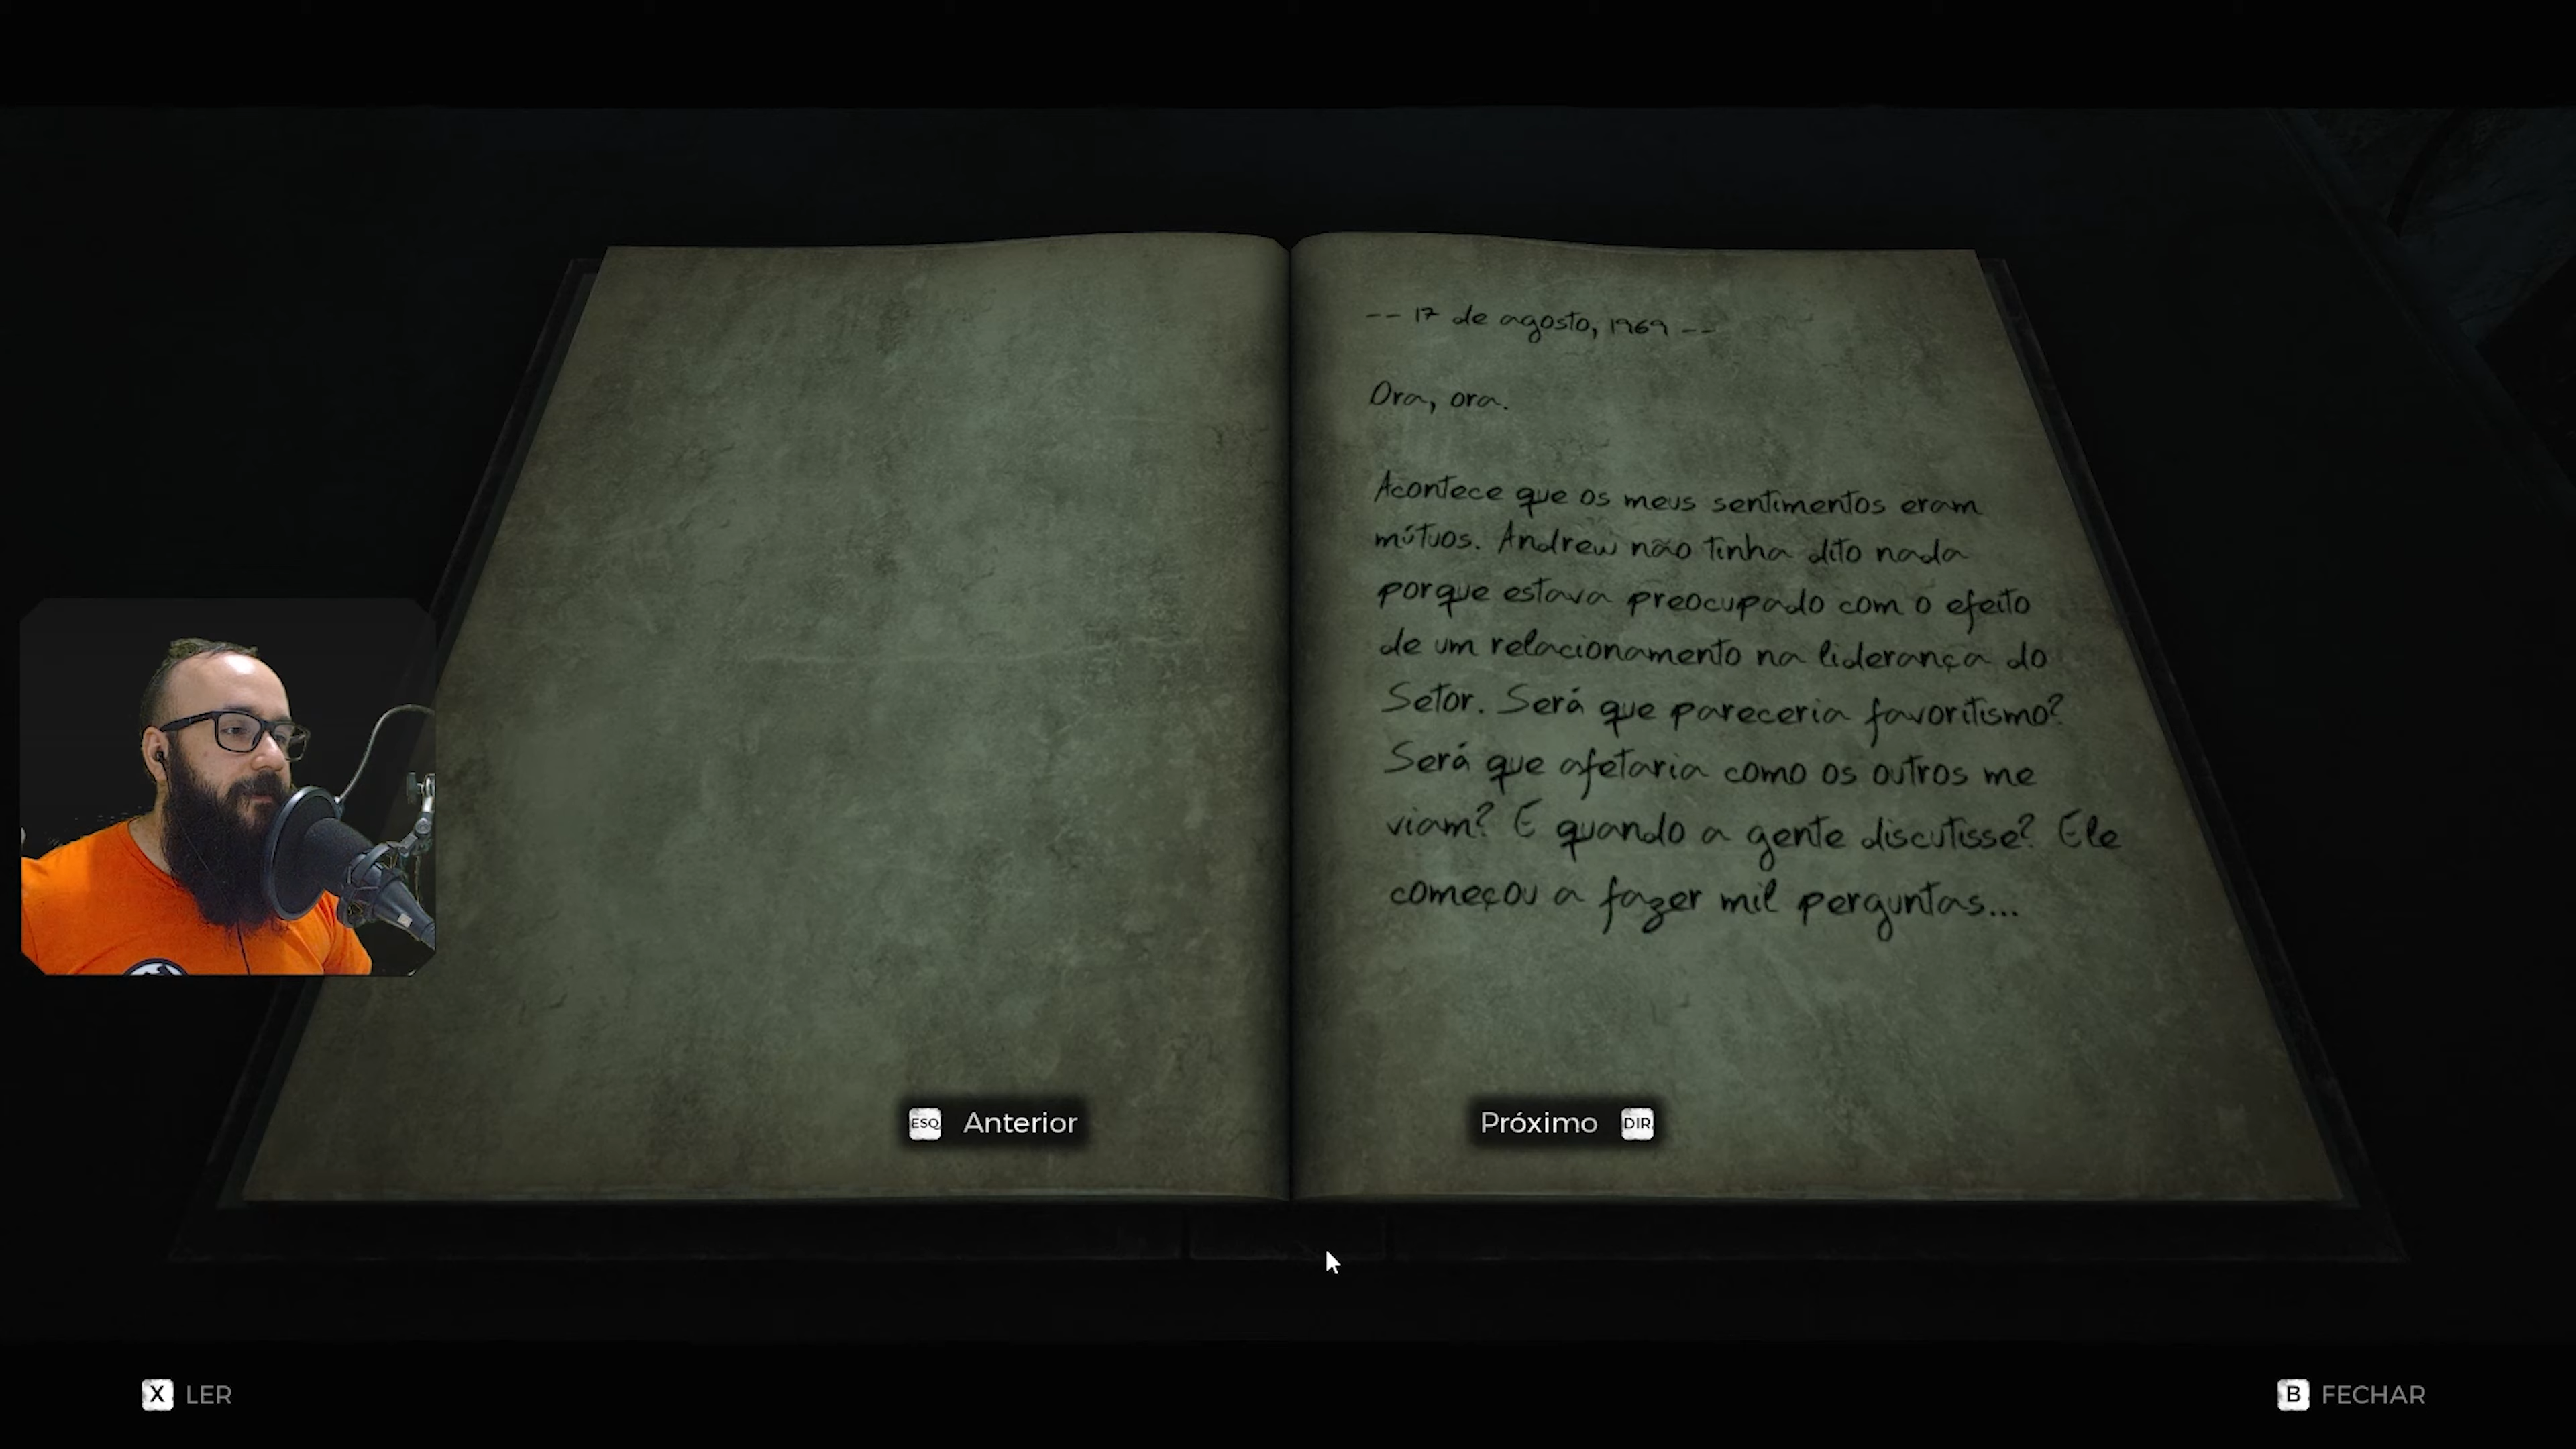 -- 17 de agosto, 1969 --
Ora, ora.
Acontece que os meus sentimentos eram
mútuos. Andrew não tinha dito nada
porque estava preocupado com o efeito
de um relacionamento na liderança do
Setor. Será que pareceria favoritismo?
Será que afetaria como os outros me
viam? E quando a gente discutisse? Ele
começou a fazer mil perguntas...
ESQ Anterior
Próximo DIR
X LER
B FECHAR